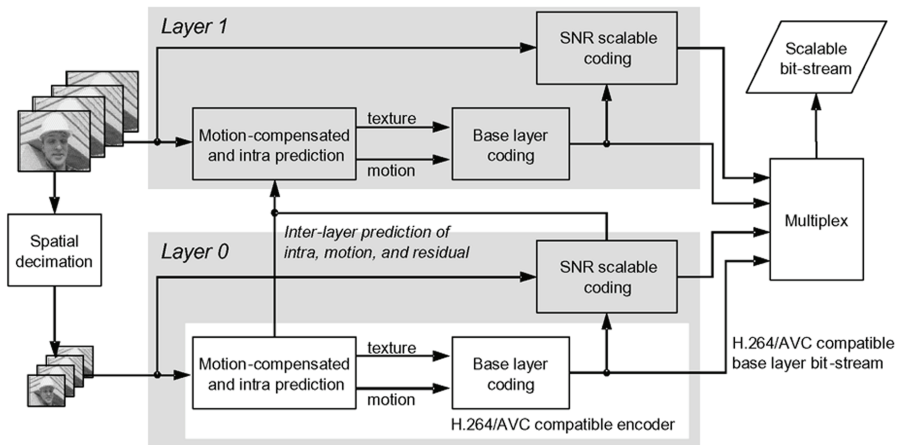 Layer 1
SNR scalable
coding
Scalable
bit-stream
Motion-compensated
and intra prediction
texture
motion
Base layer
coding
Multiplex
Spatial
decimation
Inter-layer prediction of
intra, motion, and residual
Layer 0
SNR scalable
coding
Motion-compensated
and intra prediction
texture
motion
Base layer
coding
H.264/AVC compatible
base layer bit-stream
H.264/AVC compatible encoder